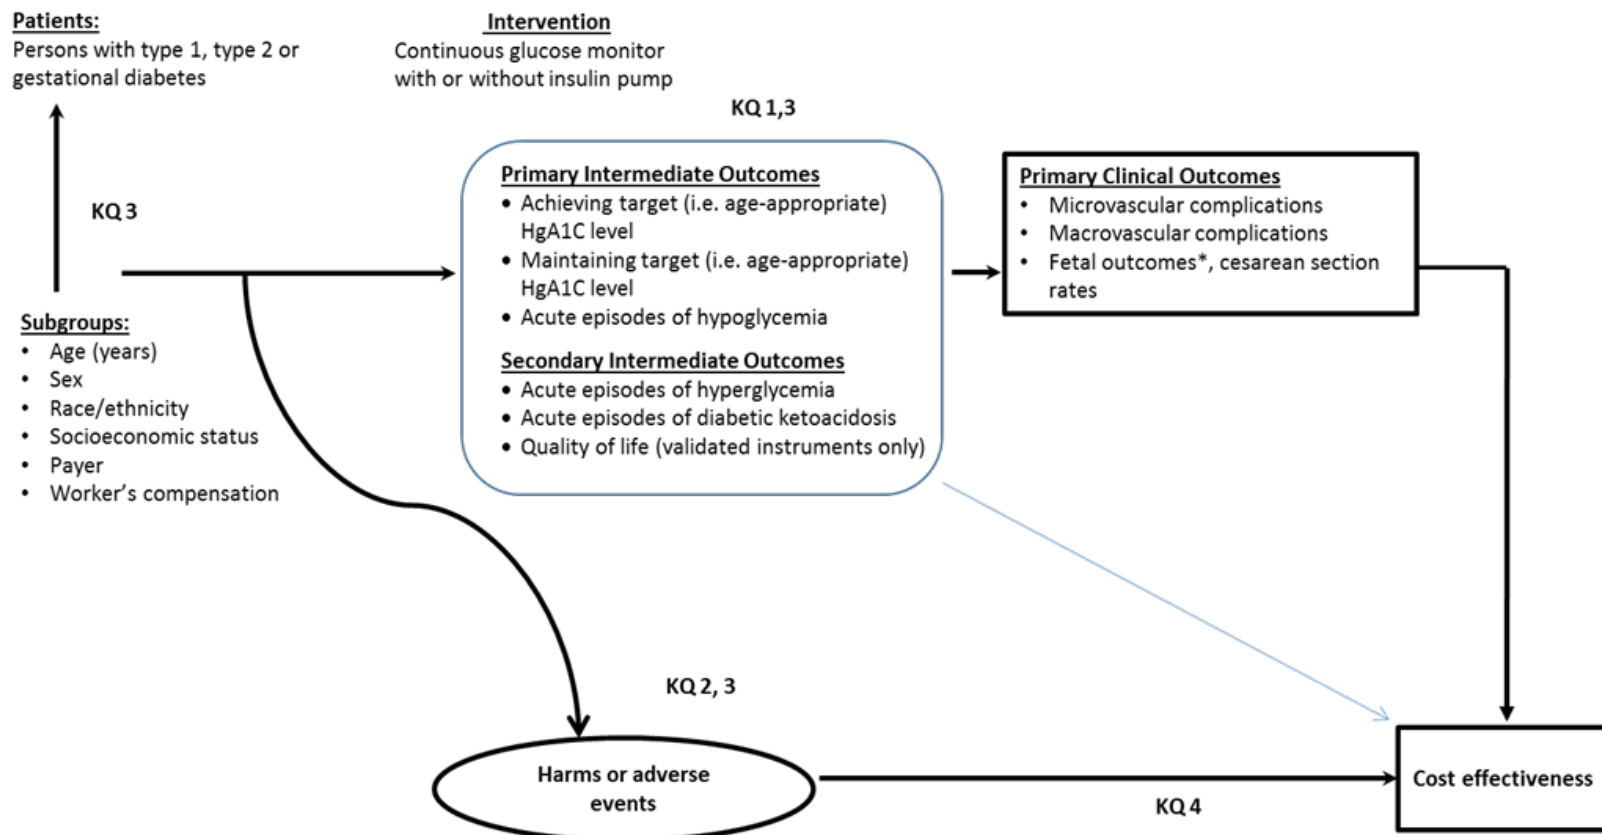 Patients:
Persons with type 1, type 2 or
gestational diabetes
Intervention
Continuous glucose monitor
with or without insulin pump
KQ 1,3
KQ 3
Subgroups:
• Age (years)
• Sex
• Race/ethnicity
• Socioeconomic status
• Payer
• Worker's compensation
Primary Intermediate Outcomes
• Achieving target (i.e. age-appropriate)
HgA1C level
• Maintaining target (i.e. age-appropriate)
HgA1C level
• Acute episodes of hypoglycemia
Secondary Intermediate Outcomes
• Acute episodes of hyperglycemia
• Acute episodes of diabetic ketoacidosis
• Quality of life (validated instruments only)
Primary Clinical Outcomes
• Microvascular complications
• Macrovascular complications
• Fetal outcomes*, cesarean section
rates
KQ 2, 3
Harms or adverse
events
KQ 4
Cost effectiveness